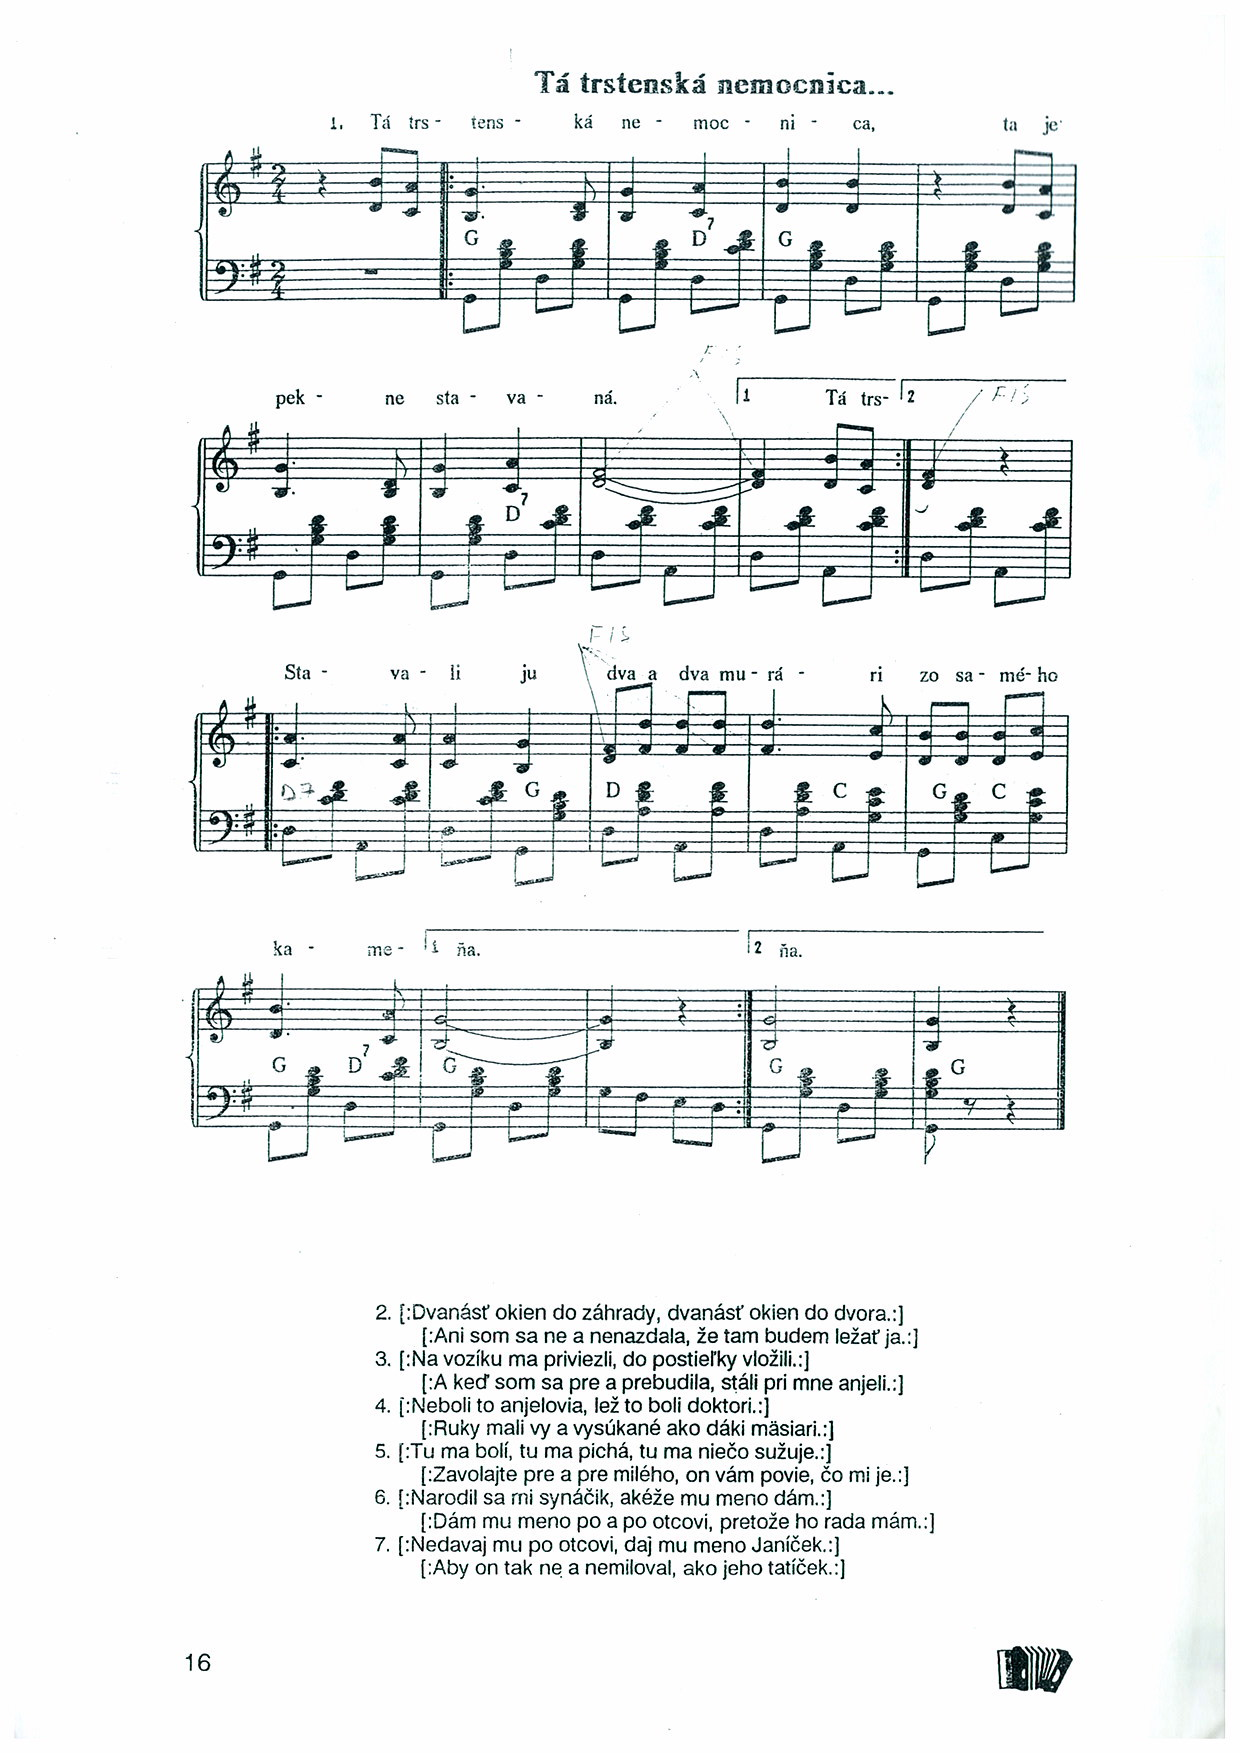 Tá trstenská nemocnica...
1. Tá trs - tens - ká ne - moc - ni - ca, ta je
G D7 G
FIS
pek - ne sta - va - ná. 1 Tá trs- 2 FIS
D7
FIS
Sta - va - li ju dva a dva mu - rá - ri zo sa - mé - ho
D7 G D C G C
ka - me - 1 ňa. 2 ňa.
G D7 G G G
2. [:Dvanásť okien do záhrady, dvanásť okien do dvora.:]
[:Ani som sa ne a nenazdala, že tam budem ležať ja.:]
3. [:Na vozíku ma priviezli, do postieľky vložili.:]
[:A keď som sa pre a prebudila, stáli pri mne anjeli.:]
4. [:Neboli to anjelovia, lež to boli doktori.:]
[:Ruky mali vy a vysúkané ako dáki mäsiari.:]
5. [:Tu ma bolí, tu ma pichá, tu ma niečo sužuje.:]
[:Zavolajte pre a pre milého, on vám povie, čo mi je.:]
6. [:Narodil sa mi synáčik, akéže mu meno dám.:]
[:Dám mu meno po a po otcovi, pretože ho rada mám.:]
7. [:Nedavaj mu po otcovi, daj mu meno Janíček.:]
[:Aby on tak ne a nemiloval, ako jeho tatíček.:]
16